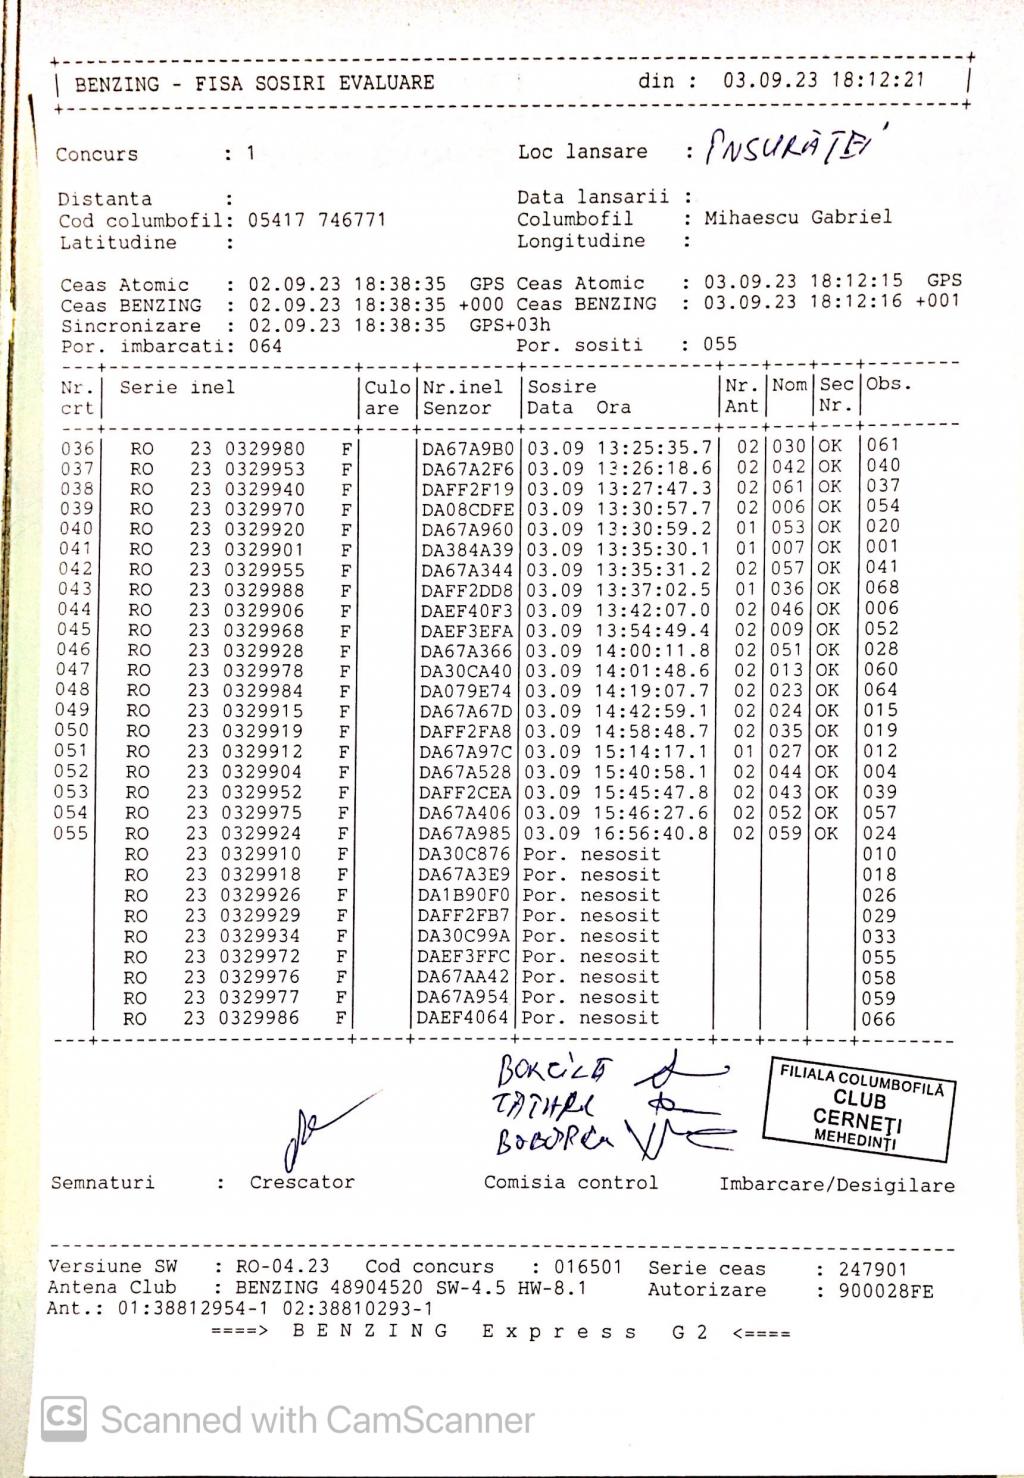 BENZING - FISA SOSIRI EVALUARE din : 03.09.23 18:12:21
Concurs : 1 Loc lansare : ÎNSURĂȚEI
Distanta : Data lansarii :
Cod columbofil: 05417 746771 Columbofil : Mihaescu Gabriel
Latitudine : Longitudine :
Ceas Atomic : 02.09.23 18:38:35 GPS Ceas Atomic : 03.09.23 18:12:15 GPS
Ceas BENZING : 02.09.23 18:38:35 +000 Ceas BENZING : 03.09.23 18:12:16 +001
Sincronizare : 02.09.23 18:38:35 GPS+03h
Por. imbarcati: 064 Por. sositi : 055
Nr. Serie inel Culo Nr.inel Sosire Nr. Nom Sec Obs.
crt are Senzor Data Ora Ant Nr.
036 RO 23 0329980 F DA67A9B0 03.09 13:25:35.7 02 030 OK 061
037 RO 23 0329953 F DA67A2F6 03.09 13:26:18.6 02 042 OK 040
038 RO 23 0329940 F DAFF2F19 03.09 13:27:47.3 02 061 OK 037
039 RO 23 0329970 F DA08CDFE 03.09 13:30:57.7 02 006 OK 054
040 RO 23 0329920 F DA67A960 03.09 13:30:59.2 01 053 OK 020
041 RO 23 0329901 F DA384A39 03.09 13:35:30.1 01 007 OK 001
042 RO 23 0329955 F DA67A344 03.09 13:35:31.2 02 057 OK 041
043 RO 23 0329988 F DAFF2DD8 03.09 13:37:02.5 01 036 OK 068
044 RO 23 0329906 F DAEF40F3 03.09 13:42:07.0 02 046 OK 006
045 RO 23 0329968 F DAEF3EFA 03.09 13:54:49.4 02 009 OK 052
046 RO 23 0329928 F DA67A366 03.09 14:00:11.8 02 051 OK 028
047 RO 23 0329978 F DA30CA40 03.09 14:01:48.6 02 013 OK 060
048 RO 23 0329984 F DA079E74 03.09 14:19:07.7 02 023 OK 064
049 RO 23 0329915 F DA67A67D 03.09 14:42:59.1 02 024 OK 015
050 RO 23 0329919 F DAFF2FA8 03.09 14:58:48.7 02 035 OK 019
051 RO 23 0329912 F DA67A97C 03.09 15:14:17.1 01 027 OK 012
052 RO 23 0329904 F DA67A528 03.09 15:40:58.1 02 044 OK 004
053 RO 23 0329952 F DAFF2CEA 03.09 15:45:47.8 02 043 OK 039
054 RO 23 0329975 F DA67A406 03.09 15:46:27.6 02 052 OK 057
055 RO 23 0329924 F DA67A985 03.09 16:56:40.8 02 059 OK 024
RO 23 0329910 F DA30C876 Por. nesosit 010
RO 23 0329918 F DA67A3E9 Por. nesosit 018
RO 23 0329926 F DA1B90F0 Por. nesosit 026
RO 23 0329929 F DAFF2FB7 Por. nesosit 029
RO 23 0329934 F DA30C99A Por. nesosit 033
RO 23 0329972 F DAEF3FFC Por. nesosit 055
RO 23 0329976 F DA67AA42 Por. nesosit 058
RO 23 0329977 F DA67A954 Por. nesosit 059
RO 23 0329986 F DAEF4064 Por. nesosit 066
FILIALA COLUMBOFILĂ
CLUB
CERNEȚI
MEHEDINȚI
Semnaturi : Crescator Comisia control Imbarcare/Desigilare
Versiune SW : RO-04.23 Cod concurs : 016501 Serie ceas : 247901
Antena Club : BENZING 48904520 SW-4.5 HW-8.1 Autorizare : 900028FE
Ant.: 01:38812954-1 02:38810293-1
====> B E N Z I N G E x p r e s s G 2 <====
CS Scanned with CamScanner